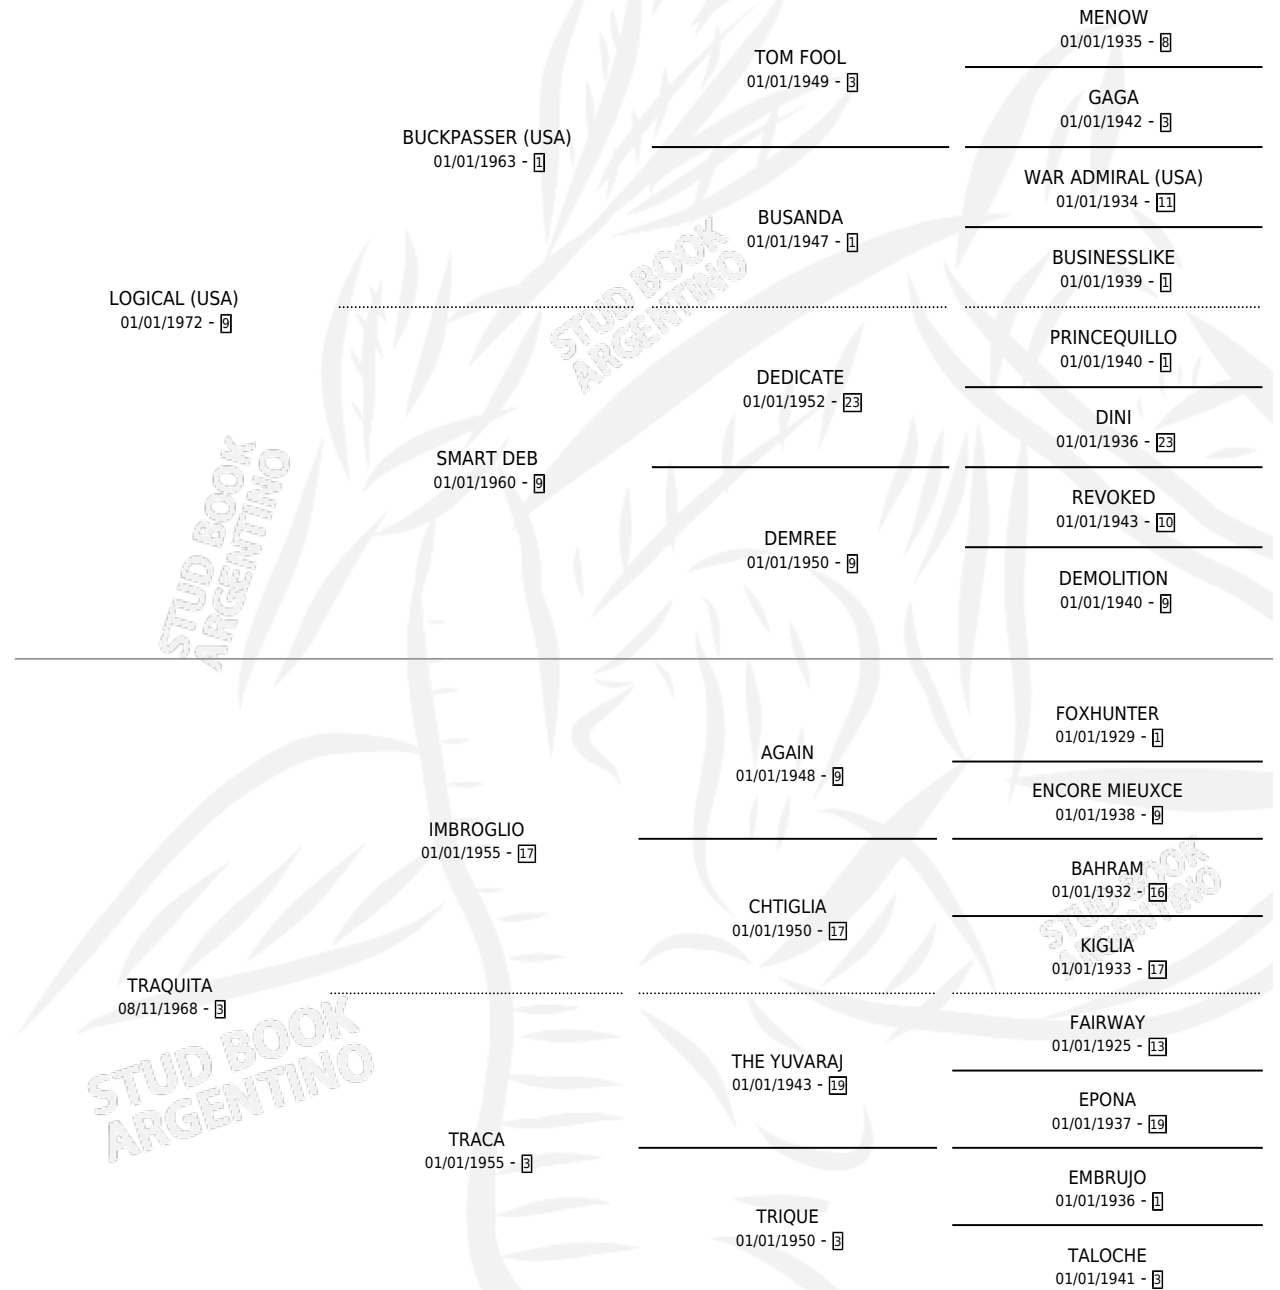 MENOW
01/01/1935 - 8
TOM FOOL
01/01/1949 - 3
GAGA
01/01/1942 - 3
BUCKPASSER (USA)
01/01/1963 - 1
WAR ADMIRAL (USA)
01/01/1934 - 11
BUSANDA
01/01/1947 - 1
BUSINESSLIKE
01/01/1939 - 1
LOGICAL (USA)
01/01/1972 - 9
PRINCEQUILLO
01/01/1940 - 1
DEDICATE
01/01/1952 - 23
DINI
01/01/1936 - 23
SMART DEB
01/01/1960 - 9
REVOKED
01/01/1943 - 10
DEMREE
01/01/1950 - 9
DEMOLITION
01/01/1940 - 9
FOXHUNTER
01/01/1929 - 1
AGAIN
01/01/1948 - 9
ENCORE MIEUXCE
01/01/1938 - 9
IMBROGLIO
01/01/1955 - 17
BAHRAM
01/01/1932 - 16
CHTIGLIA
01/01/1950 - 17
KIGLIA
01/01/1933 - 17
TRAQUITA
08/11/1968 - 3
FAIRWAY
01/01/1925 - 13
THE YUVARAJ
01/01/1943 - 19
EPONA
01/01/1937 - 19
TRACA
01/01/1955 - 3
EMBRUJO
01/01/1936 - 1
TRIQUE
01/01/1950 - 3
TALOCHE
01/01/1941 - 3
STUD BOOK
ARGENTINO
STUD BOOK
ARGENTINO
STUD BOOK
ARGENTINO
STUD BOOK
ARGENTINO